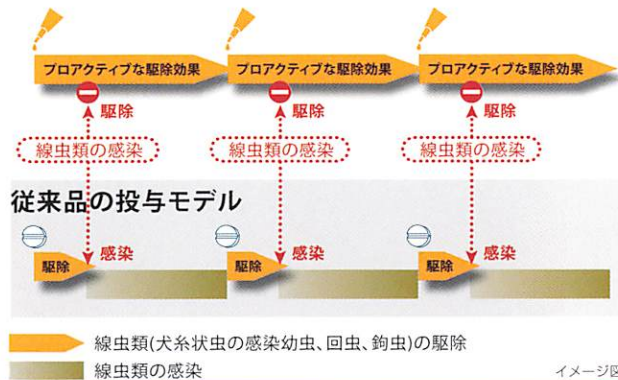 プロアクティブな駆除効果 プロアクティブな駆除効果 プロアクティブな駆除効果
駆除 駆除 駆除
線虫類の感染 線虫類の感染 線虫類の感染
従来品の投与モデル
感染 感染 感染
駆除 駆除 駆除
線虫類(犬糸状虫の感染幼虫、回虫、鉤虫)の駆除
線虫類の感染
イメージ図